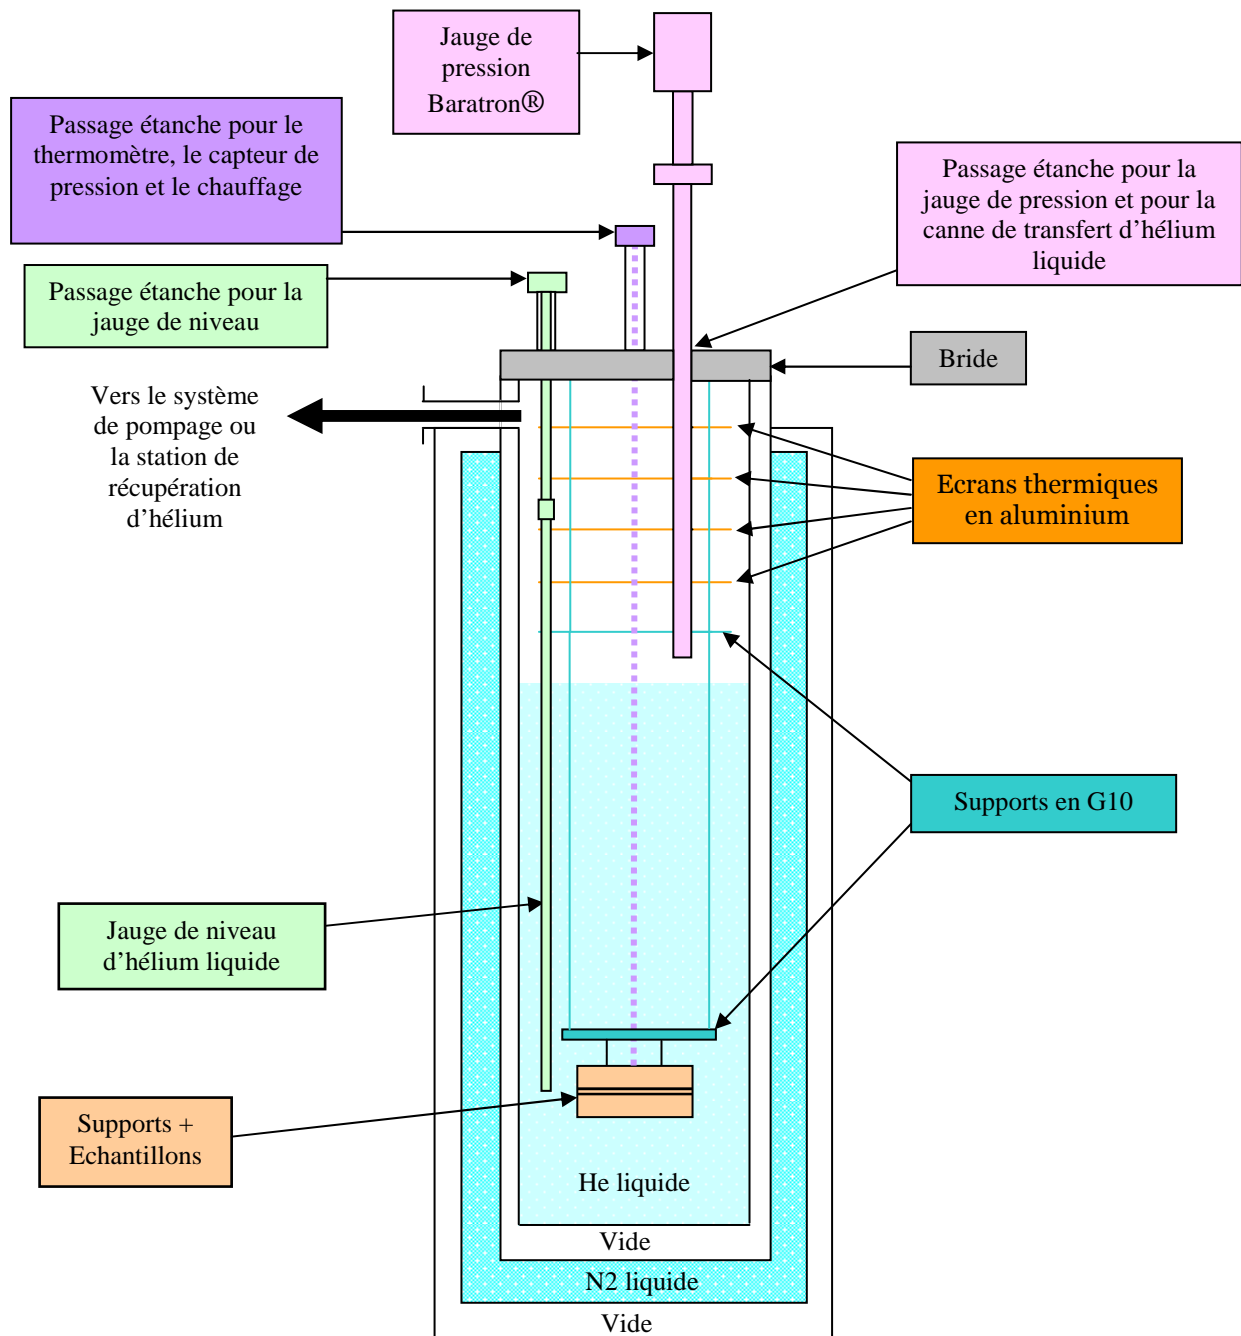 Jauge de
pression
Baratron®
Passage étanche pour le
thermomètre, le capteur de
pression et le chauffage
Passage étanche pour la
jauge de pression et pour la
canne de transfert d’hélium
liquide
Passage étanche pour la
jauge de niveau
Bride
Vers le système
de pompage ou
la station de
récupération
d’hélium
Ecrans thermiques
en aluminium
Supports en G10
Jauge de niveau
d’hélium liquide
Supports +
Echantillons
He liquide
Vide
N2 liquide
Vide